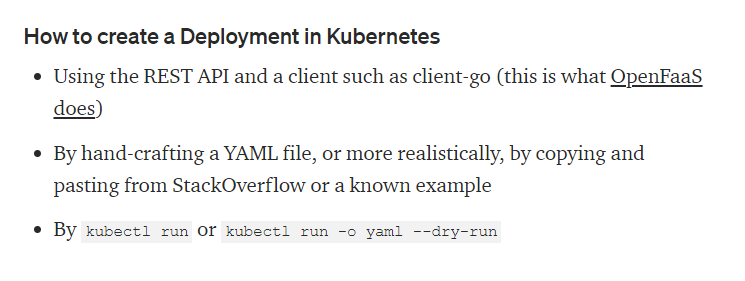 How to create a Deployment in Kubernetes
• Using the REST API and a client such as client-go (this is what OpenFaaS
does)
• By hand-crafting a YAML file, or more realistically, by copying and
pasting from StackOverflow or a known example
• By kubectl run or kubectl run -o yaml --dry-run